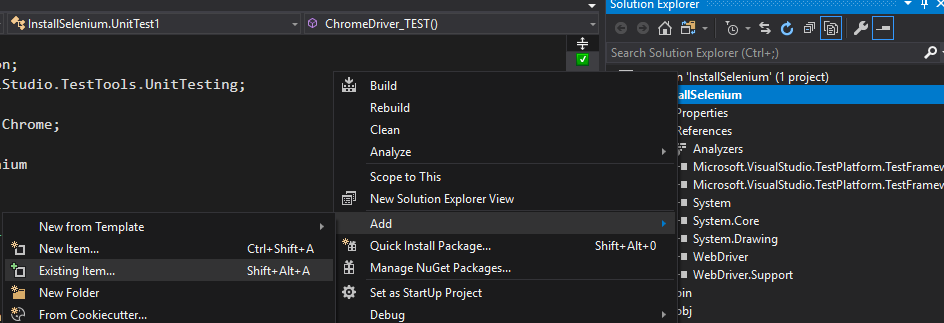 InstallSelenium.UnitTest1
ChromeDriver_TEST()
on;
lStudio.TestTools.UnitTesting;
Chrome;
nium
Solution Explorer
Search Solution Explorer (Ctrl+;)
n 'InstallSelenium' (1 project)
allSelenium
Properties
References
Analyzers
Microsoft.VisualStudio.TestPlatform.TestFramew
Microsoft.VisualStudio.TestPlatform.TestFramew
System
System.Core
System.Drawing
WebDriver
WebDriver.Support
bin
obj
Build
Rebuild
Clean
Analyze
Scope to This
New Solution Explorer View
Add
Quick Install Package... Shift+Alt+0
Manage NuGet Packages...
Set as StartUp Project
Debug
New from Template
New Item... Ctrl+Shift+A
Existing Item... Shift+Alt+A
New Folder
From Cookiecutter...